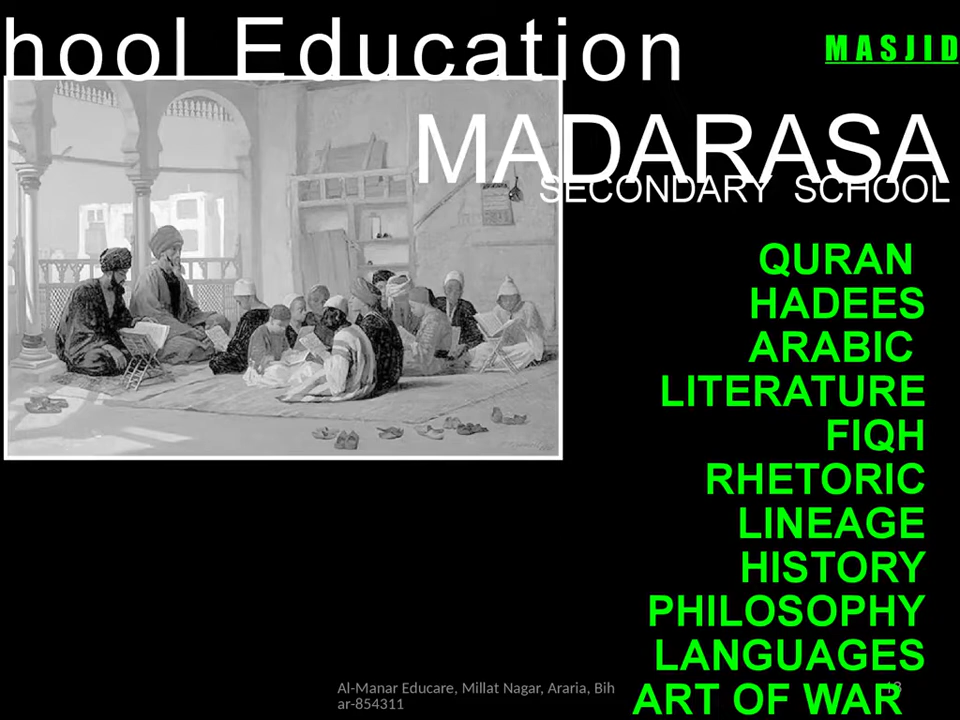 hool Education
MASJID
MADARASA
SECONDARY SCHOOL
QURAN
HADEES
ARABIC
LITERATURE
FIQH
RHETORIC
LINEAGE
HISTORY
PHILOSOPHY
LANGUAGES
ART OF WAR
Al-Manar Educare, Millat Nagar, Araria, Bih
ar-854311